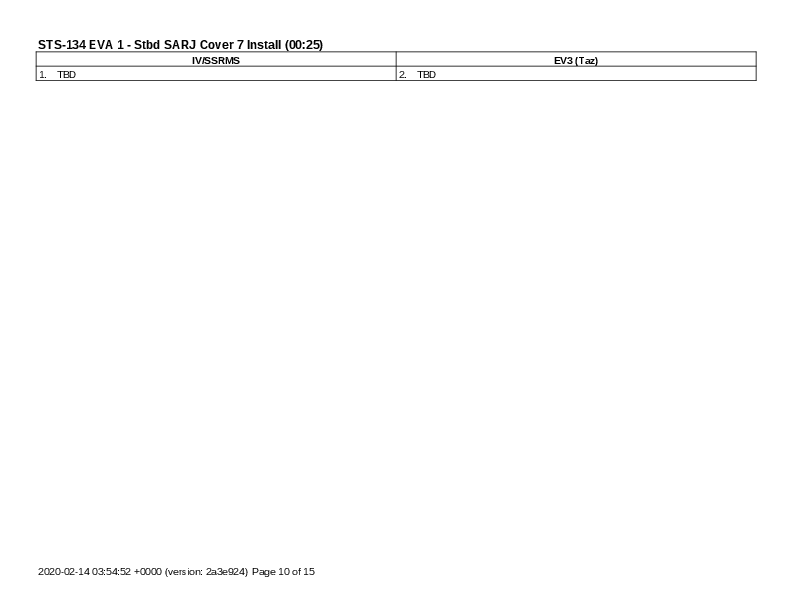 STS-134 EVA 1 - Stbd SARJ Cover 7 Install (00:25)
IV/SSRMS EV3 (Taz)
1. TBD 2. TBD
2020-02-14 03:54:52 +0000 (version: 2a3e924) Page 10 of 15